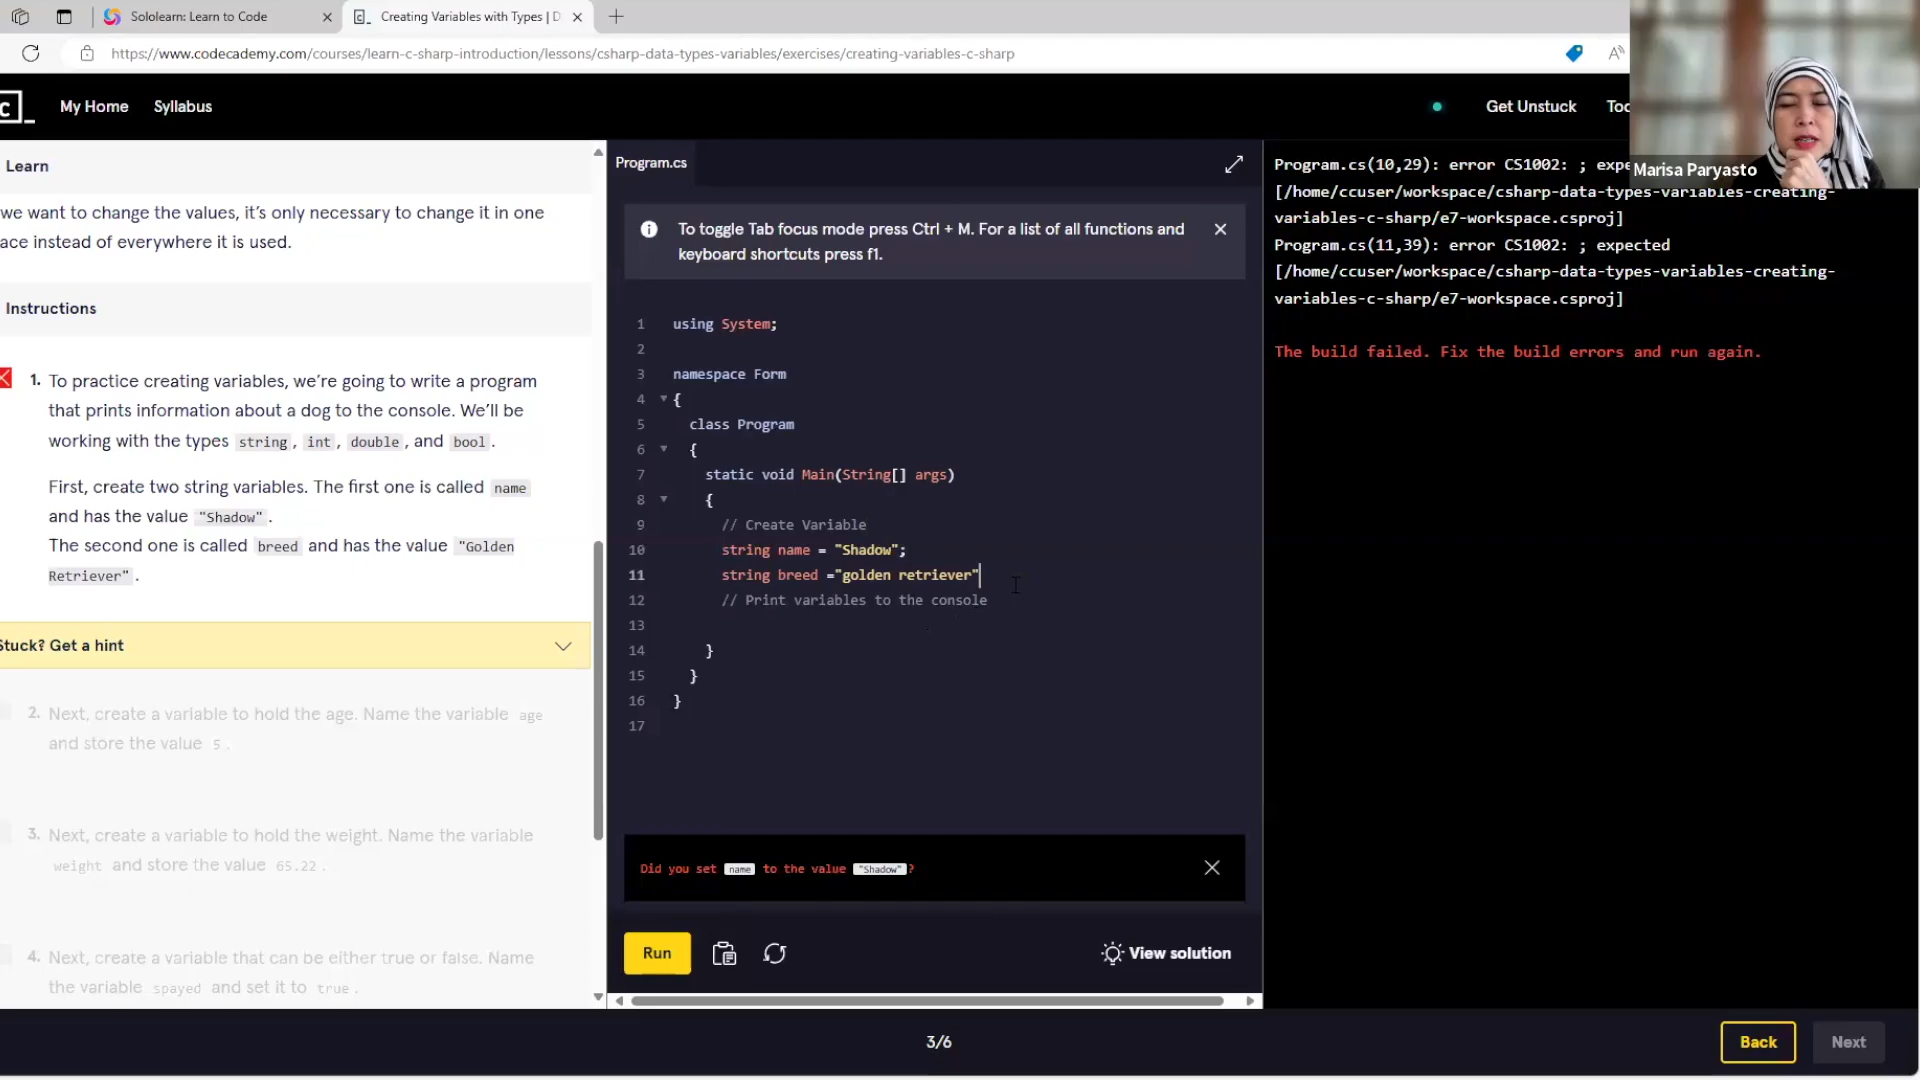 Sololearn: Learn to Code
Creating Variables with Types | D
https://www.codecademy.com/courses/learn-c-sharp-introduction/lessons/csharp-data-types-variables/exercises/creating-variables-c-sharp
My Home
Syllabus
Get Unstuck
Marisa Paryasto
Learn
we want to change the values, it's only necessary to change it in one
ace instead of everywhere it is used.
Instructions
1. To practice creating variables, we're going to write a program
that prints information about a dog to the console. We'll be
working with the types string, int, double, and bool.
First, create two string variables. The first one is called name
and has the value "Shadow".
The second one is called breed and has the value "Golden
Retriever".
Stuck? Get a hint
2. Next, create a variable to hold the age. Name the variable age
and store the value 5.
3. Next, create a variable to hold the weight. Name the variable
weight and store the value 65.22.
4. Next, create a variable that can be either true or false. Name
the variable spayed and set it to true.
Program.cs
To toggle Tab focus mode press Ctrl + M. For a list of all functions and
keyboard shortcuts press f1.
1 using System;
2
3 namespace Form
4 {
5 class Program
6 {
7 static void Main(String[] args)
8 {
9 // Create Variable
10 string name = "Shadow";
11 string breed ="golden retriever"
12 // Print variables to the console
13
14 }
15 }
16 }
17
Did you set name to the value "Shadow"?
Run
View solution
Program.cs(10,29): error CS1002: ; expe
[/home/ccuser/workspace/csharp-data-types-variables-creating-
variables-c-sharp/e7-workspace.csproj]
Program.cs(11,39): error CS1002: ; expected
[/home/ccuser/workspace/csharp-data-types-variables-creating-
variables-c-sharp/e7-workspace.csproj]
The build failed. Fix the build errors and run again.
3/6
Back
Next